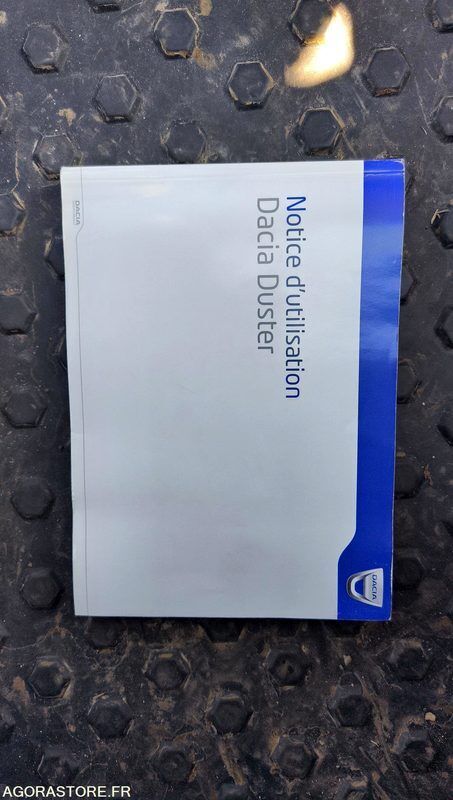 Notice d'utilisation
Dacia Duster
DACIA
DACIA
AGORASTORE.FR